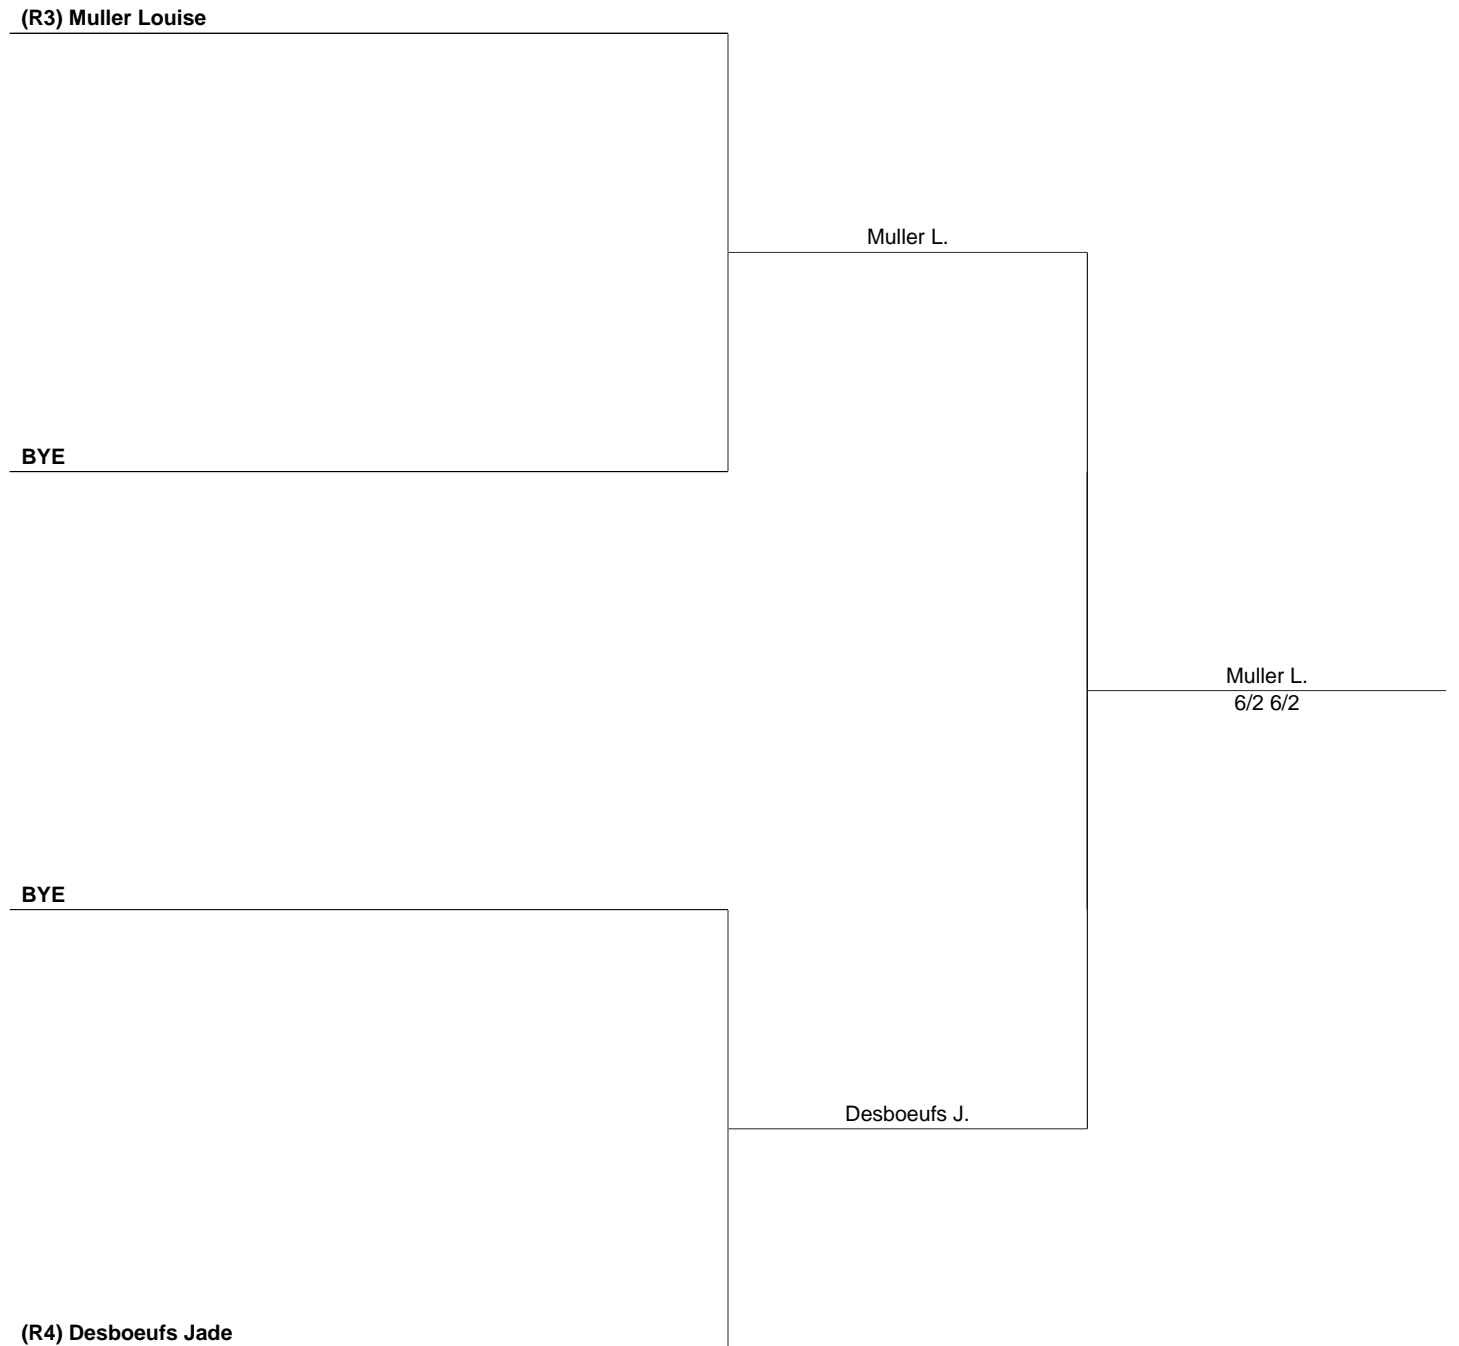 (R3) Muller Louise
Muller L.
BYE
Muller L.
6/2 6/2
BYE
Desboeufs J.
(R4) Desboeufs Jade